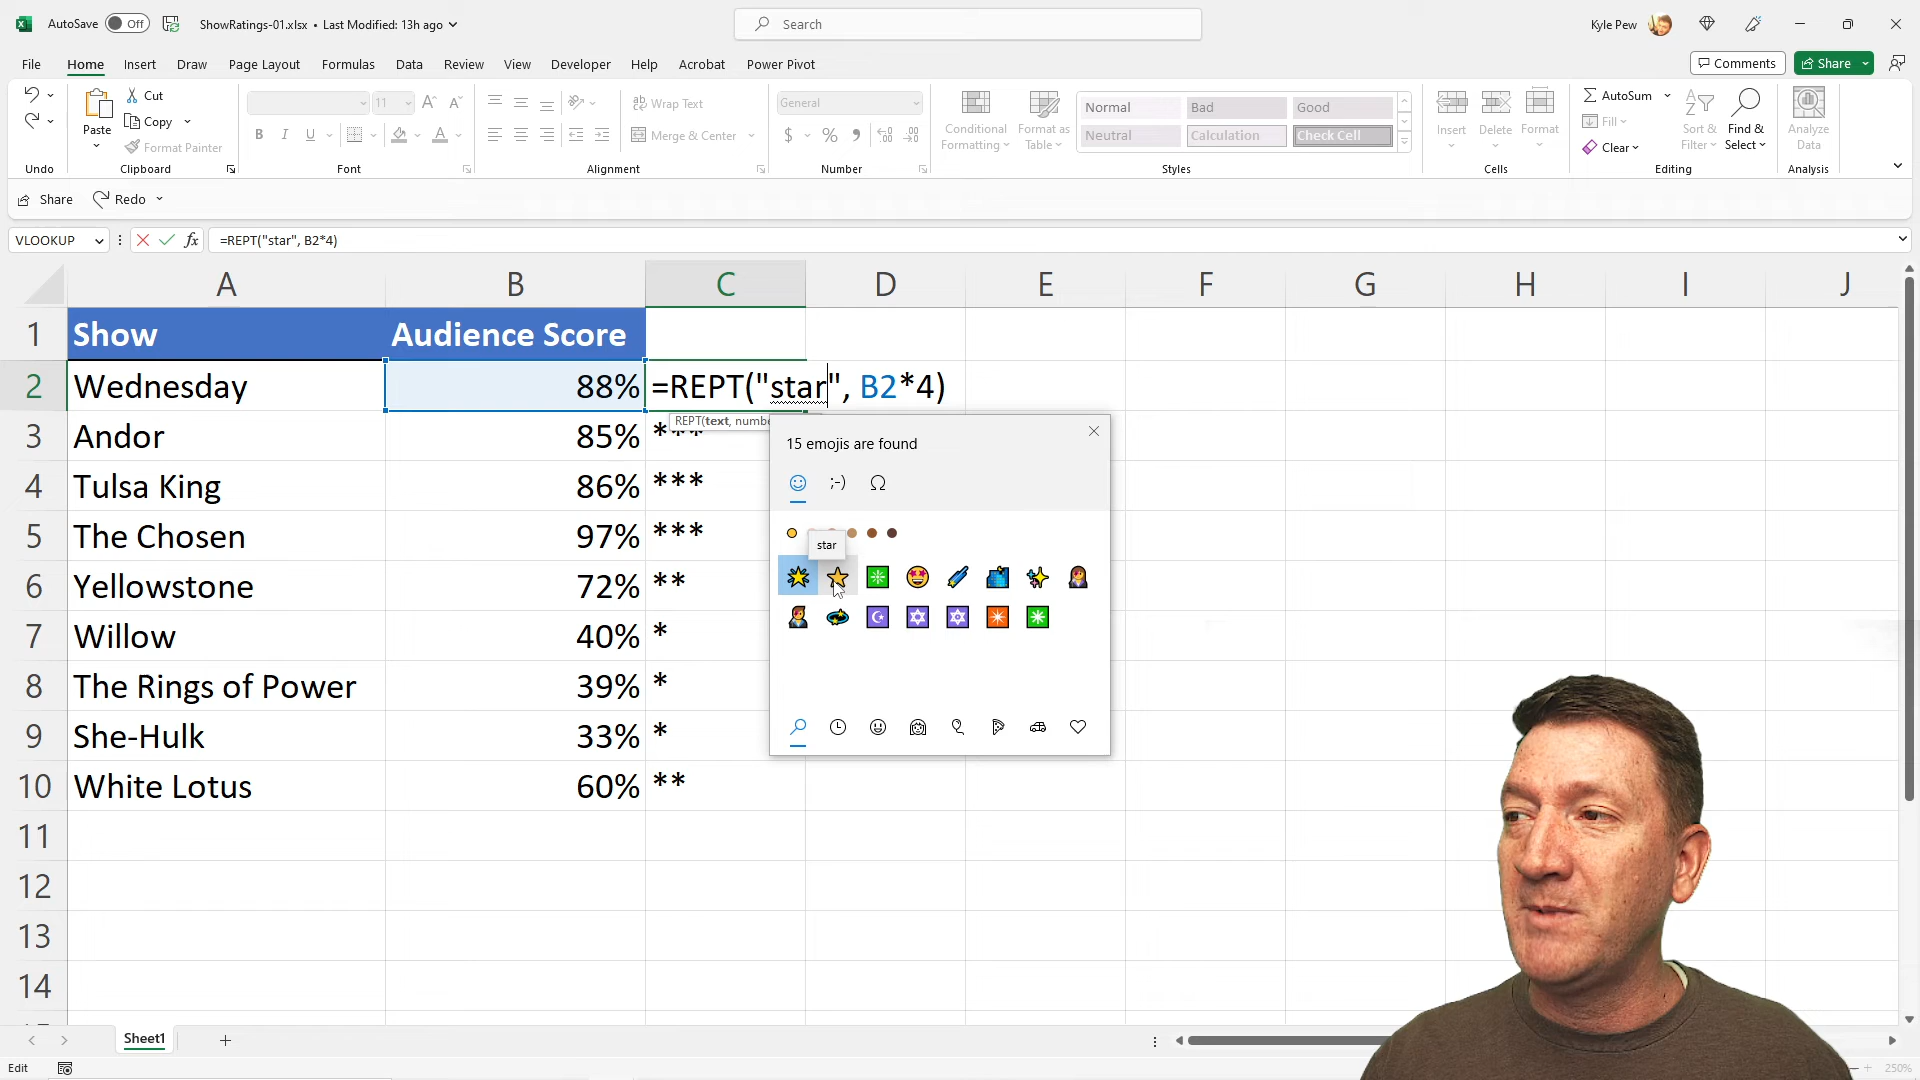 AutoSave Off ShowRatings-01.xlsx • Last Modified: 13h ago Search Kyle Pew
File Home Insert Draw Page Layout Formulas Data Review View Developer Help Acrobat Power Pivot Comments Share
Paste Cut Copy Format Painter
11 B I U
Wrap Text Merge & Center
General $ %
Conditional Formatting Format as Table
Normal Bad Good
Neutral Calculation Check Cell
Insert Delete Format
AutoSum Fill Clear
Sort & Filter Find & Select
Analyze Data
Undo Clipboard Font Alignment Number Styles Cells Editing Analysis
Share Redo
VLOOKUP fx =REPT("star", B2*4)
A B C D E F G H I J
1 Show Audience Score
2 Wednesday 88% =REPT("star", B2*4)
REPT(text, numbe
3 Andor 85% ***
4 Tulsa King 86% ***
5 The Chosen 97% ***
6 Yellowstone 72% **
7 Willow 40% *
8 The Rings of Power 39% *
9 She-Hulk 33% *
10 White Lotus 60% **
11
12
13
14
15 emojis are found
;-) Ω
star
Sheet1
Edit 250%